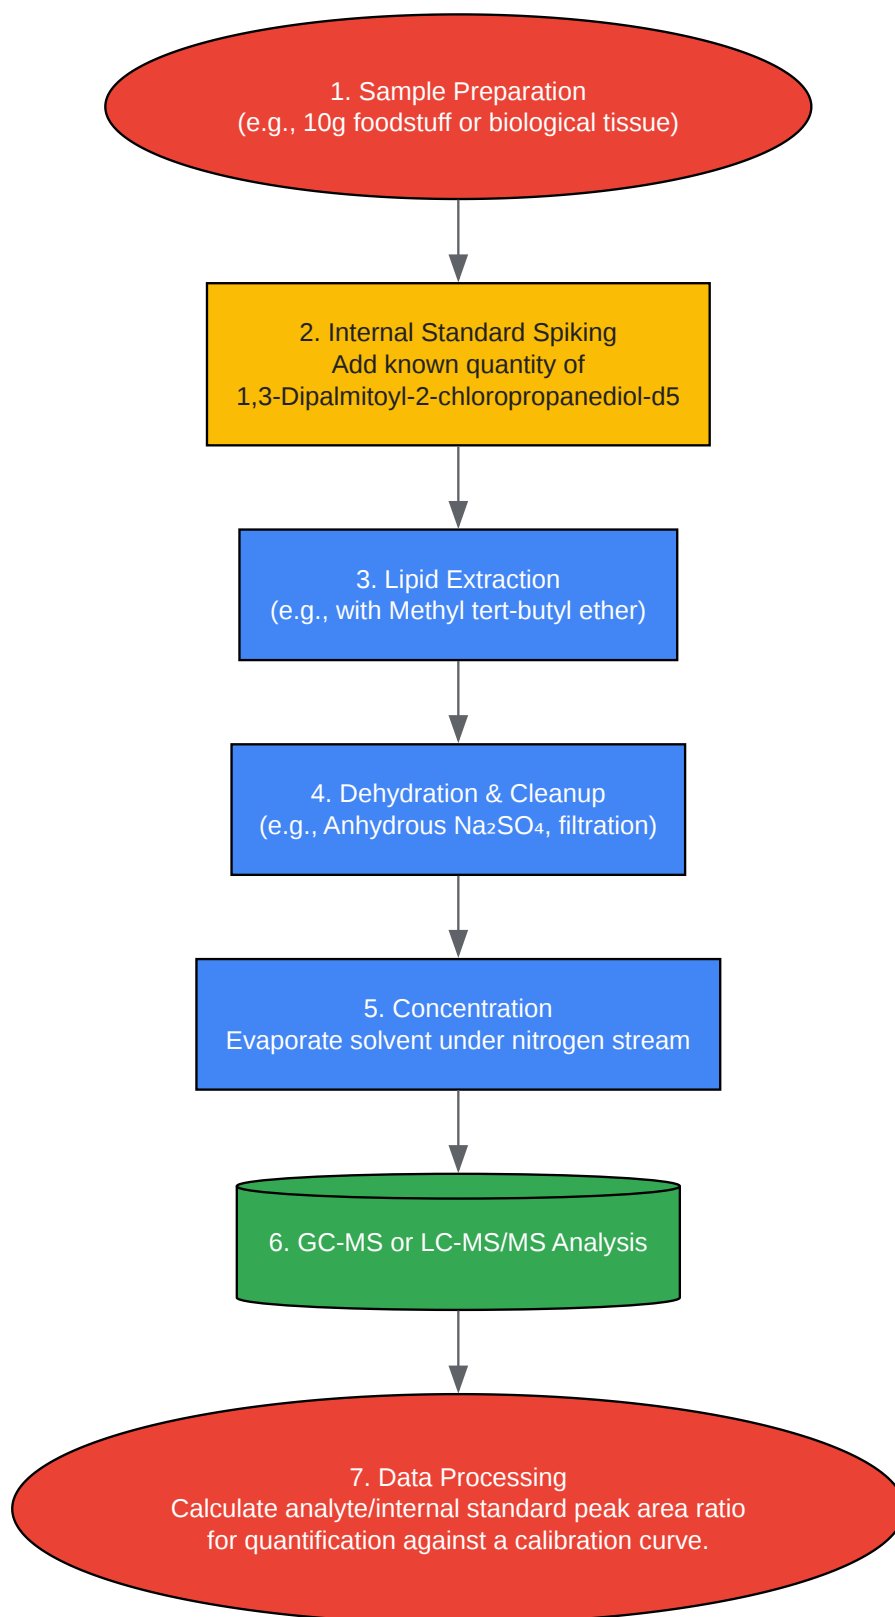 1. Sample Preparation
(e.g., 10g foodstuff or biological tissue)
2. Internal Standard Spiking
Add known quantity of
1,3-Dipalmitoyl-2-chloropropanediol-d5
3. Lipid Extraction
(e.g., with Methyl tert-butyl ether)
4. Dehydration & Cleanup
(e.g., Anhydrous Na₂SO₄, filtration)
5. Concentration
Evaporate solvent under nitrogen stream
6. GC-MS or LC-MS/MS Analysis
7. Data Processing
Calculate analyte/internal standard peak area ratio
for quantification against a calibration curve.